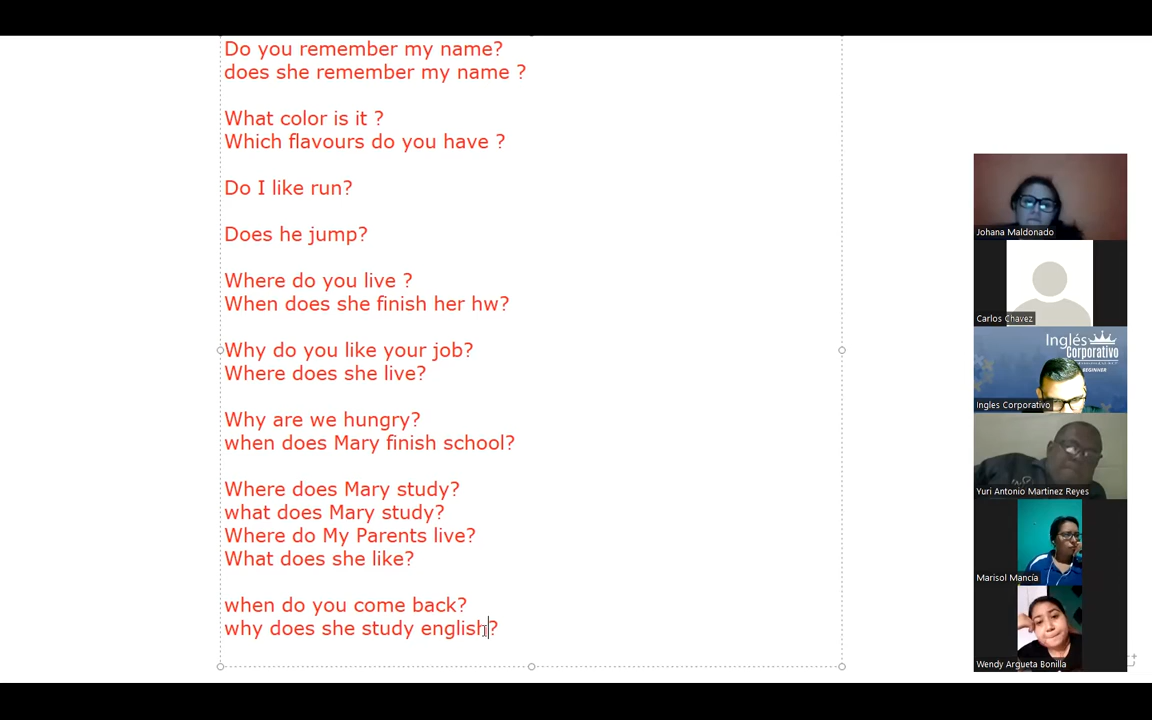 Do you remember my name?
does she remember my name ?
What color is it ?
Which flavours do you have ?
Do I like run?
Does he jump?
Where do you live ?
When does she finish her hw?
Why do you like your job?
Where does she live?
Why are we hungry?
when does Mary finish school?
Where does Mary study?
what does Mary study?
Where do My Parents live?
What does she like?
when do you come back?
why does she study english?
Johana Maldonado
Carlos Chavez
Inglés
Corporativo
BEGINNER
Ingles Corporativo
Yuri Antonio Martinez Reyes
Marisol Mancía
Wendy Argueta Bonilla